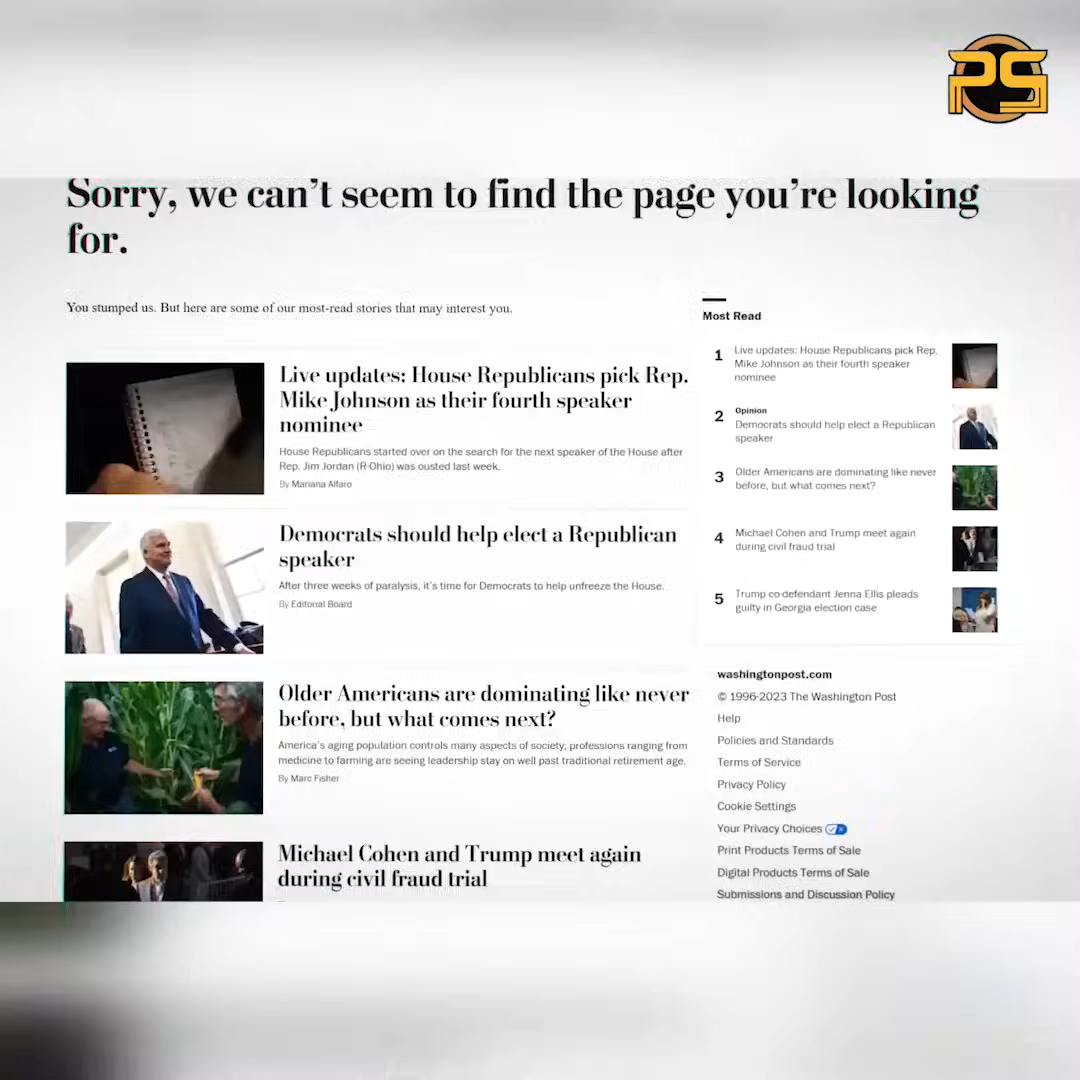 PS
Sorry, we can't seem to find the page you're looking
for.
You stumped us. But here are some of our most-read stories that may interest you.
Live updates: House Republicans pick Rep.
Mike Johnson as their fourth speaker
nominee
House Republicans started over on the search for the next speaker of the House after
Rep. Jim Jordan (R-Ohio) was ousted last week.
By Mariana Alfaro
Democrats should help elect a Republican
speaker
After three weeks of paralysis, it's time for Democrats to help unfreeze the House.
By Editorial Board
Older Americans are dominating like never
before, but what comes next?
America's aging population controls many aspects of society; professions ranging from
medicine to farming are seeing leadership stay on well past traditional retirement age.
By Marc Fisher
Michael Cohen and Trump meet again
during civil fraud trial
Most Read
1
Live updates: House Republicans pick Rep.
Mike Johnson as their fourth speaker
nominee
2
Opinion
Democrats should help elect a Republican
speaker
3
Older Americans are dominating like never
before, but what comes next?
4
Michael Cohen and Trump meet again
during civil fraud trial
5
Trump co-defendant Jenna Ellis pleads
guilty in Georgia election case
washingtonpost.com
© 1996-2023 The Washington Post
Help
Policies and Standards
Terms of Service
Privacy Policy
Cookie Settings
Your Privacy Choices
Print Products Terms of Sale
Digital Products Terms of Sale
Submissions and Discussion Policy